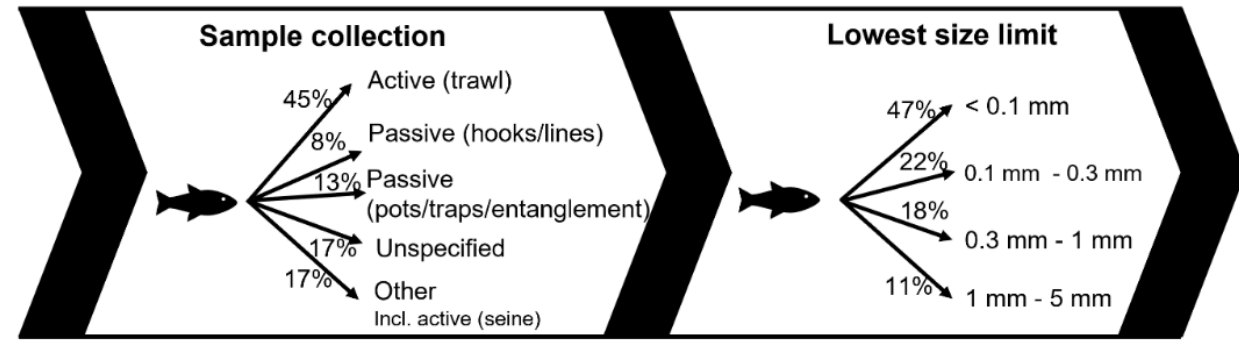 Sample collection
45%
Active (trawl)
8%
Passive (hooks/lines)
13%
Passive
(pots/traps/entanglement)
17%
Unspecified
17%
Other
Incl. active (seine)
Lowest size limit
47%
< 0.1 mm
22%
0.1 mm - 0.3 mm
18%
0.3 mm - 1 mm
11%
1 mm - 5 mm